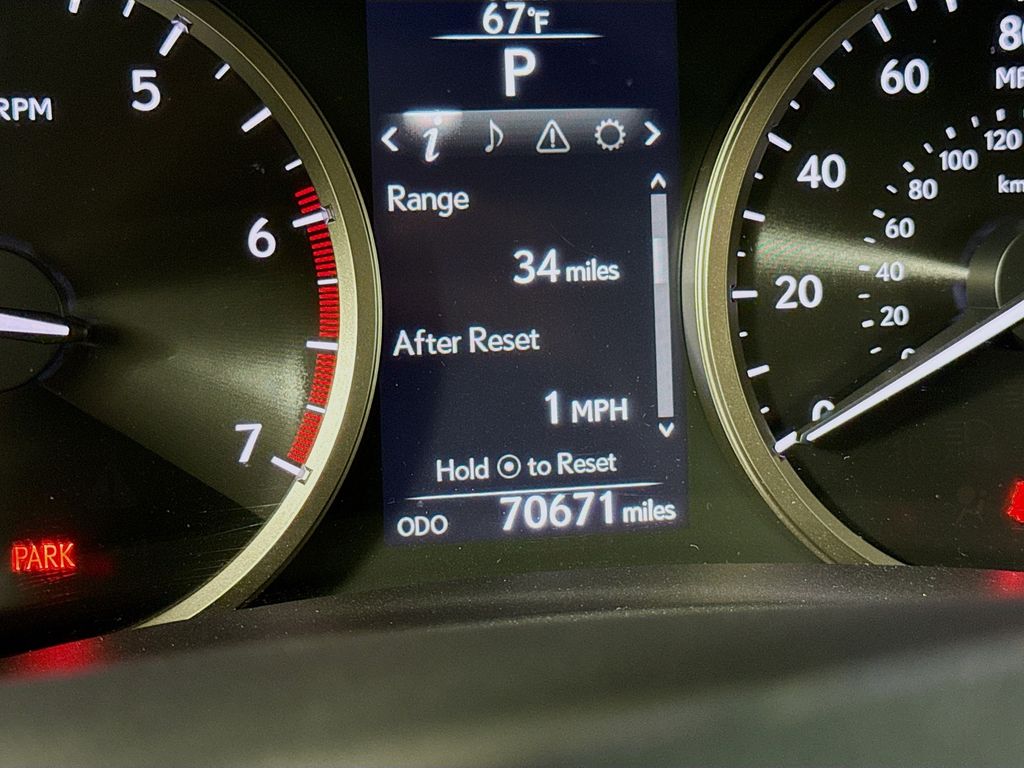 67°F
P
i
Range
34 miles
After Reset
1 MPH
Hold to Reset
ODO 70671 miles
RPM
5
6
7
PARK
60
40
20
0
120
100
80
60
40
20